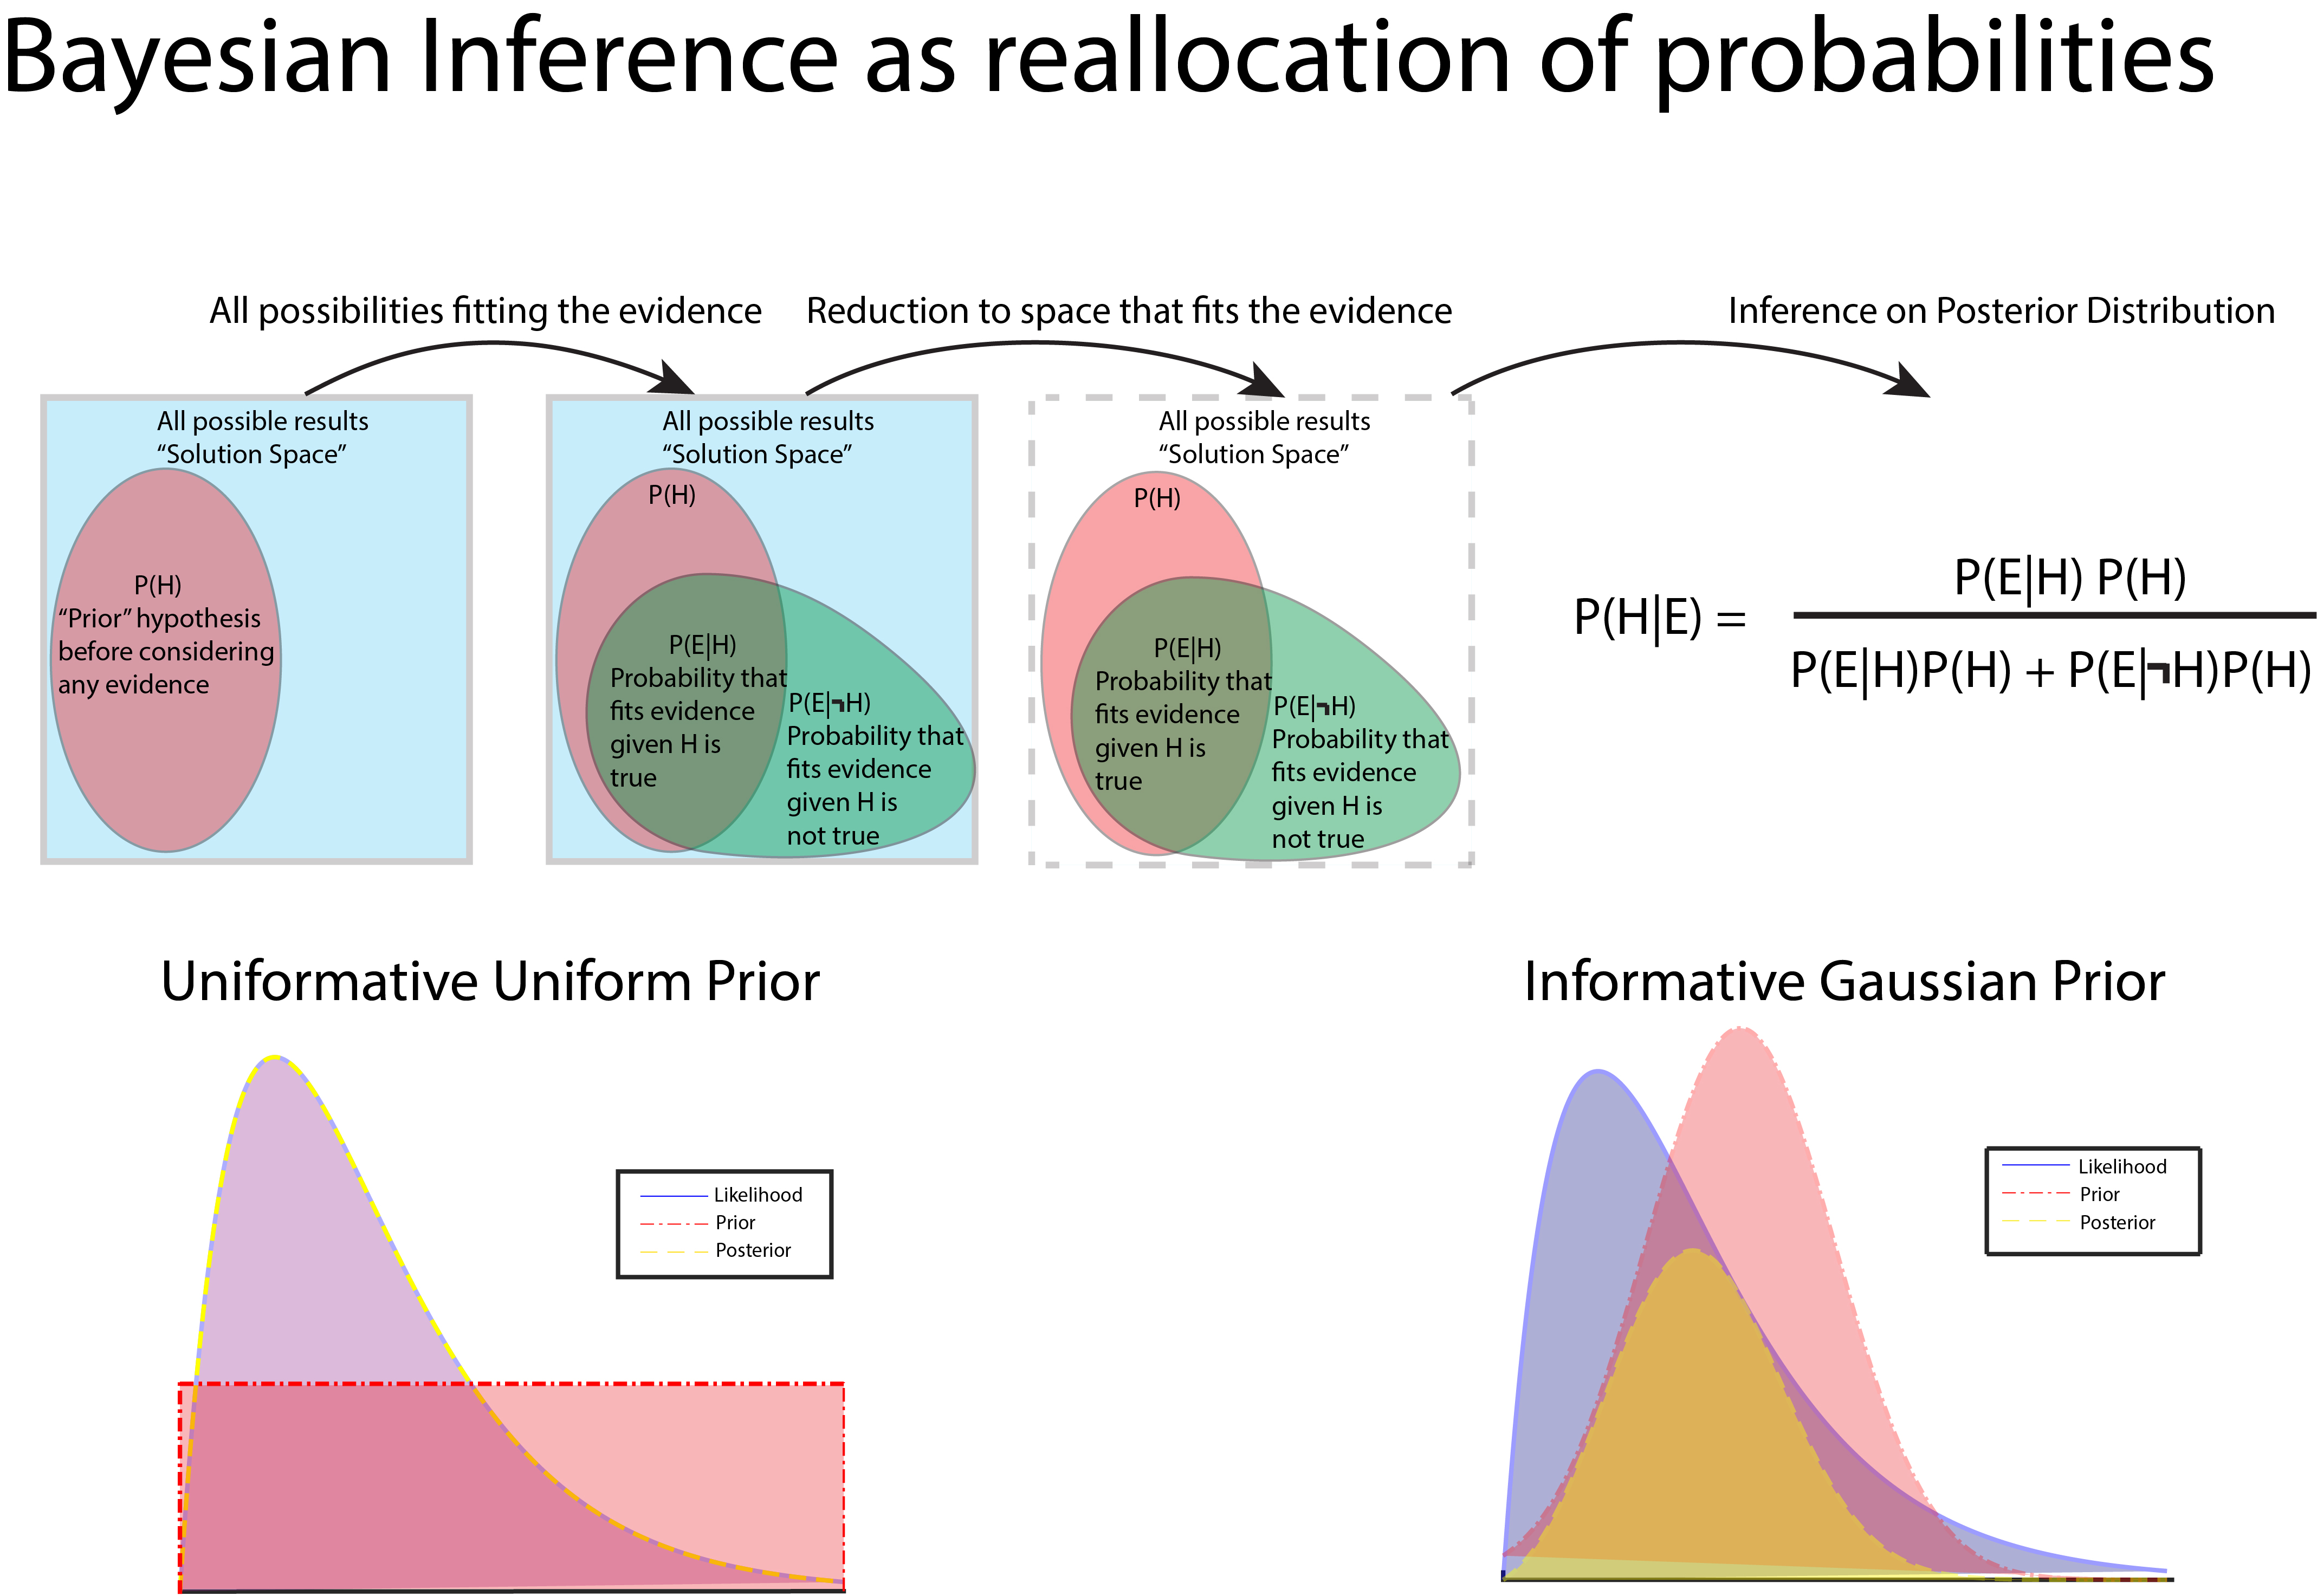 Bayesian Inference as reallocation of probabilities
All possibilities fitting the evidence
Reduction to space that fits the evidence
Inference on Posterior Distribution
All possible results
“Solution Space”
P(H)
“Prior” hypothesis
before considering
any evidence
All possible results
“Solution Space”
P(H)
P(E|H)
Probability that
fits evidence
given H is
true
P(E|¬H)
Probability that
fits evidence
given H is
not true
All possible results
“Solution Space”
P(H)
P(E|H)
Probability that
fits evidence
given H is
true
P(E|¬H)
Probability that
fits evidence
given H is
not true
P(H|E) =
P(E|H) P(H)
P(E|H)P(H) + P(E|¬H)P(H)
Uniformative Uniform Prior
Likelihood
Prior
Posterior
Informative Gaussian Prior
Likelihood
Prior
Posterior